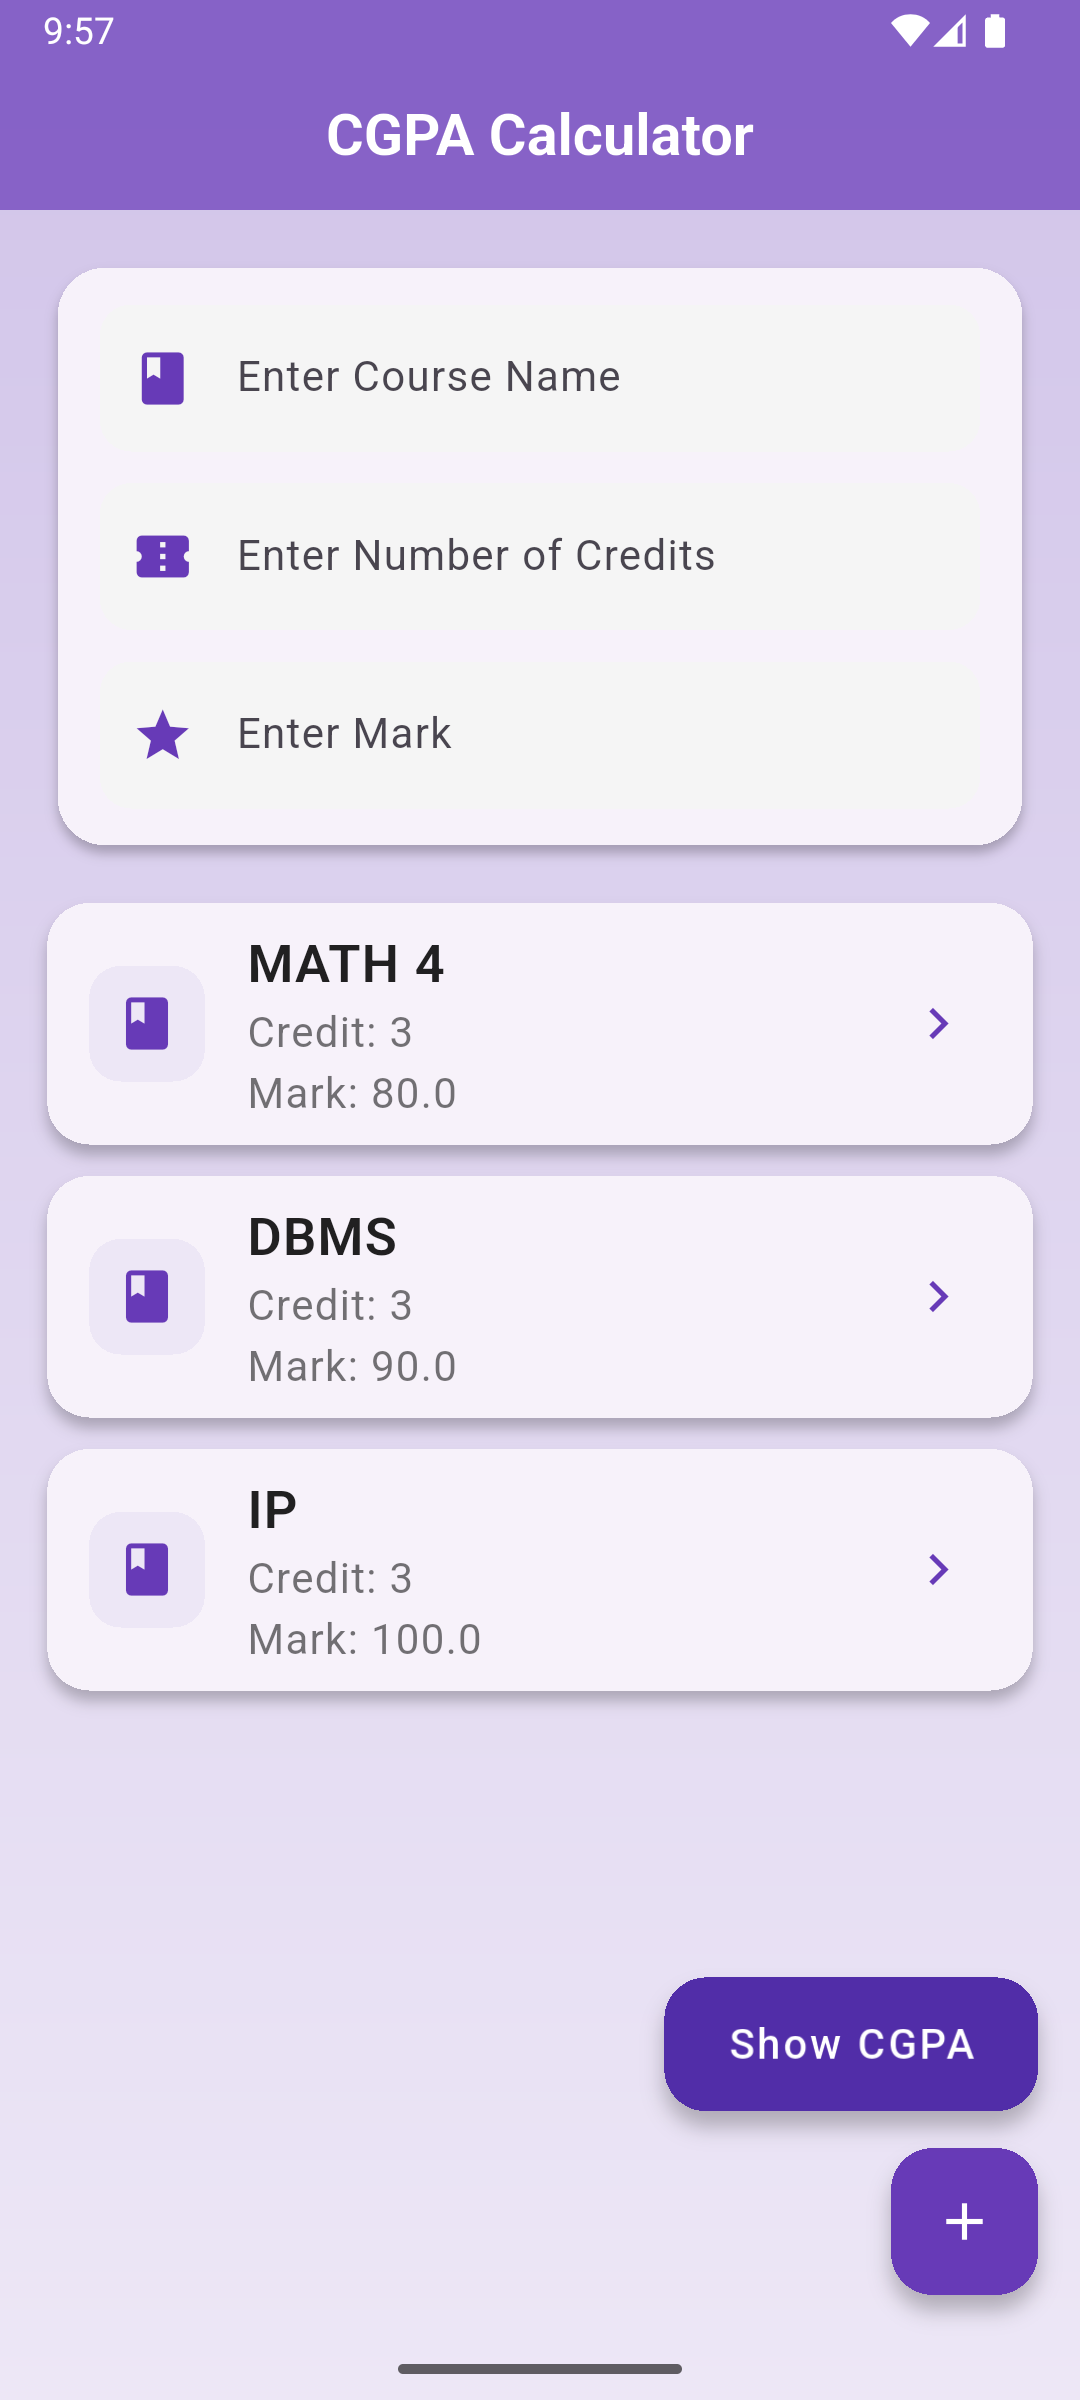 9:57
CGPA Calculator
Enter Course Name
Enter Number of Credits
Enter Mark
MATH 4
Credit: 3
Mark: 80.0
DBMS
Credit: 3
Mark: 90.0
IP
Credit: 3
Mark: 100.0
Show CGPA
+